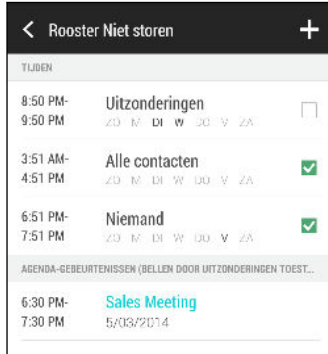 Rooster Niet storen
TIJDEN
8:50 PM- Uitzonderingen
9:50 PM ZO M DI W DO V ZA
3:51 AM- Alle contacten
4:51 PM ZO M DI W DO V ZA
6:51 PM- Niemand
7:51 PM ZO M DI W DO V ZA
AGENDA-GEBEURTENISSEN (BELLEN DOOR UITZONDERINGEN TOEST...
6:30 PM- Sales Meeting
7:30 PM 5/03/2014